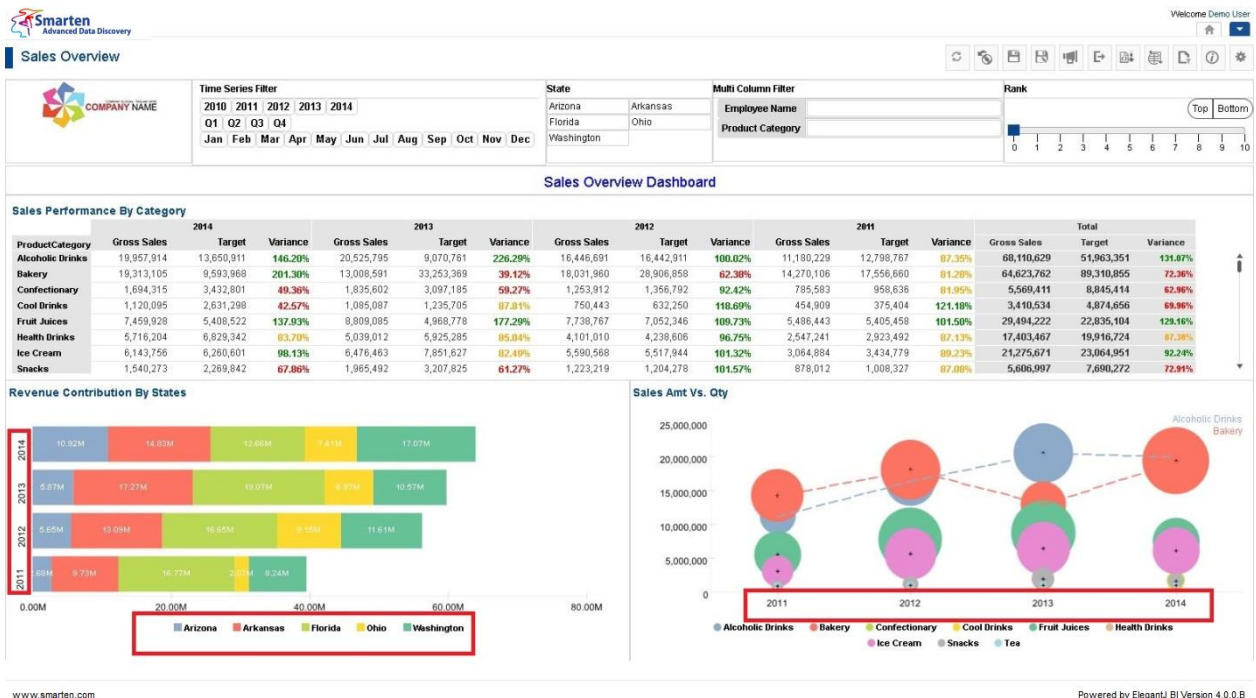 Smarten
Advanced Data Discovery
Welcome Demo User
Sales Overview
COMPANY NAME
Time Series Filter
2010 2011 2012 2013 2014
Q1 Q2 Q3 Q4
Jan Feb Mar Apr May Jun Jul Aug Sep Oct Nov Dec
State
Arizona Arkansas
Florida Ohio
Washington
Multi Column Filter
Employee Name
Product Category
Rank
Top Bottom
0 1 2 3 4 5 6 7 8 9 10
Sales Overview Dashboard
Sales Performance By Category
2014 2013 2012 2011 Total
ProductCategory Gross Sales Target Variance Gross Sales Target Variance Gross Sales Target Variance Gross Sales Target Variance Gross Sales Target Variance
Alcoholic Drinks 19,957,914 13,650,911 146.20% 20,525,795 9,070,761 226.29% 16,446,691 16,442,911 100.02% 11,180,229 12,798,767 87.35% 68,110,629 51,963,351 131.07%
Bakery 19,313,105 9,593,968 201.30% 13,008,591 33,253,369 39.12% 18,031,960 28,906,858 62.38% 14,270,106 17,556,660 81.28% 64,623,762 89,310,855 72.36%
Confectionary 1,694,315 3,432,801 49.36% 1,835,602 3,097,185 59.27% 1,253,912 1,356,792 92.42% 785,583 958,636 81.95% 5,569,411 8,845,414 62.96%
Cool Drinks 1,120,095 2,631,298 42.57% 1,085,087 1,235,705 87.81% 750,443 632,250 118.69% 454,909 375,404 121.18% 3,410,534 4,874,656 69.96%
Fruit Juices 7,459,928 5,408,522 137.93% 8,809,085 4,968,778 177.29% 7,738,767 7,052,346 109.73% 5,486,443 5,405,458 101.50% 29,494,222 22,835,104 129.16%
Health Drinks 5,716,204 6,829,342 83.70% 5,039,012 5,925,285 85.04% 4,101,010 4,238,606 96.75% 2,547,241 2,923,492 87.13% 17,403,467 19,916,724 87.38%
Ice Cream 6,143,756 6,260,601 98.13% 6,476,463 7,851,627 82.49% 5,590,568 5,517,944 101.32% 3,064,884 3,434,779 89.23% 21,275,671 23,064,951 92.24%
Snacks 1,540,273 2,269,842 67.86% 1,965,492 3,207,825 61.27% 1,223,219 1,204,278 101.57% 878,012 1,008,327 87.08% 5,606,997 7,690,272 72.91%
Revenue Contribution By States
2014 10.92M 14.83M 12.66M 7.41M 17.07M
2013 5.87M 17.27M 19.07M 6.97M 10.57M
2012 5.65M 13.09M 16.65M 9.15M 11.61M
2011 9.73M 16.77M 8.24M
0.00M 20.00M 40.00M 60.00M 80.00M
Arizona Arkansas Florida Ohio Washington
Sales Amt Vs. Qty
25,000,000
20,000,000
15,000,000
10,000,000
5,000,000
0
Alcoholic Drinks
Bakery
2011 2012 2013 2014
Alcoholic Drinks Bakery Confectionary Cool Drinks Fruit Juices Health Drinks
Ice Cream Snacks Tea
www.smarten.com
Powered by ElegantJ BI Version 4.0.0.B